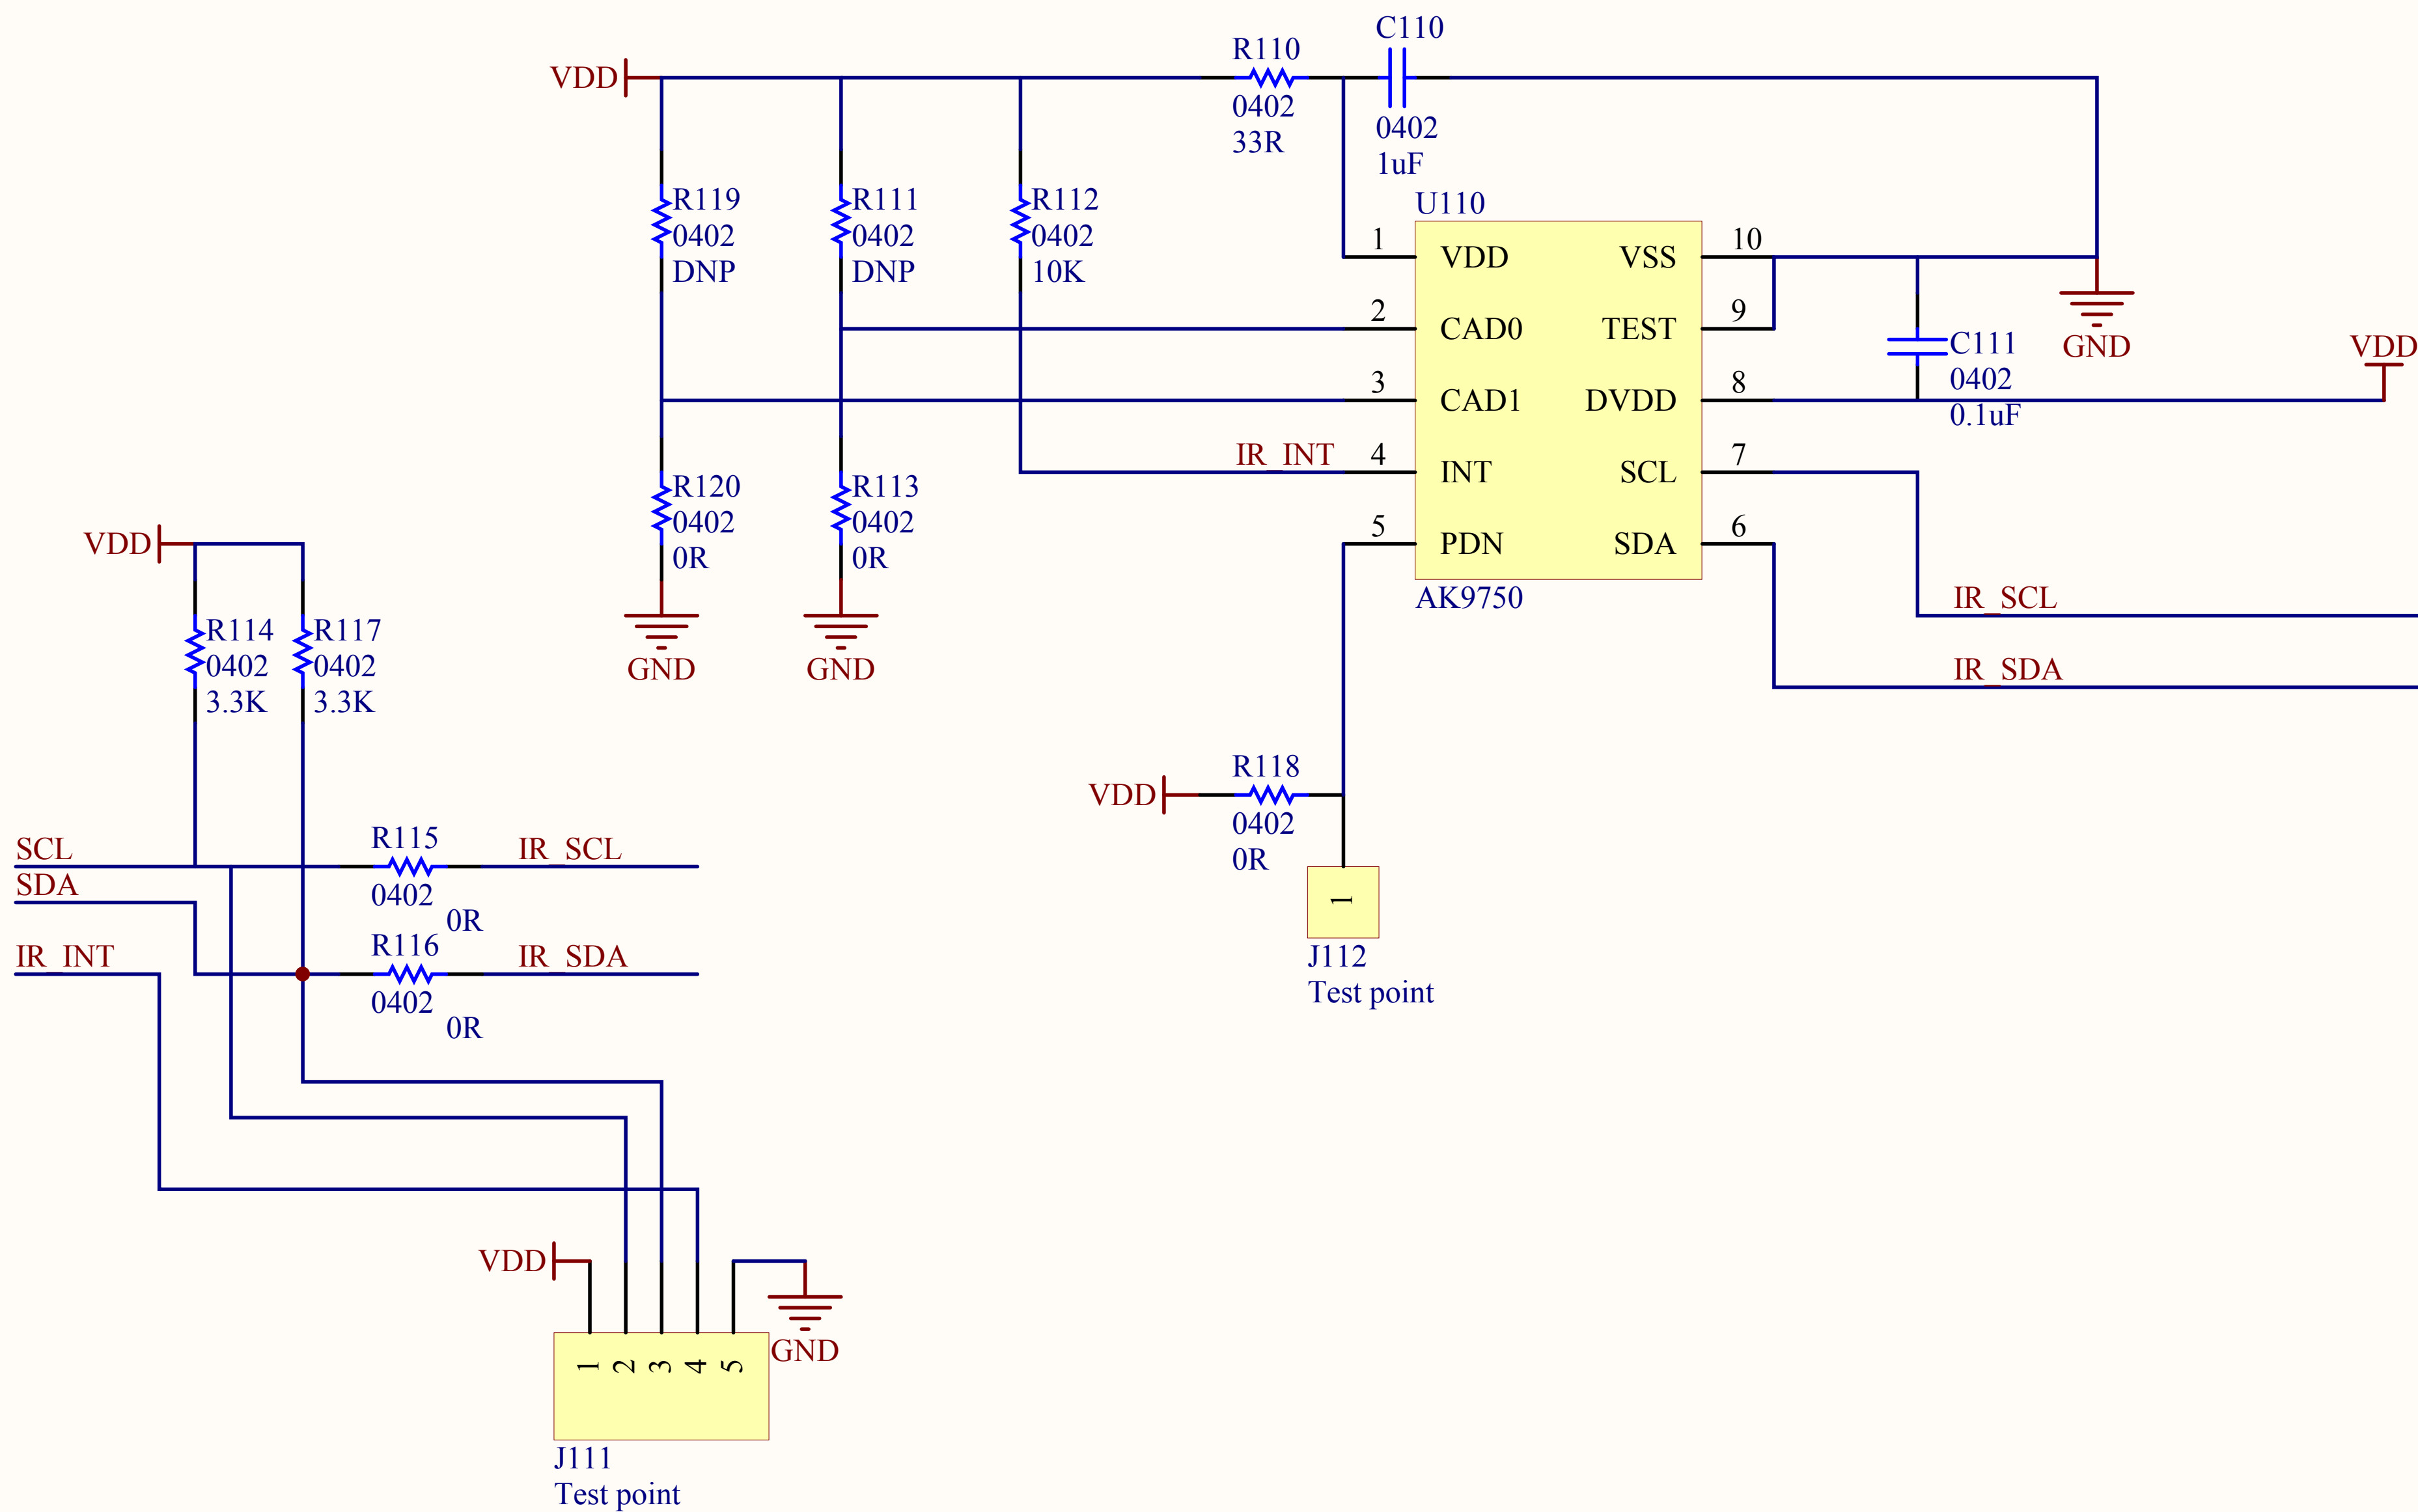 C110
R110
VDD
0402
33R
0402
1uF
R119
0402
DNP
R111
0402
DNP
R112
0402
10K
U110
1 VDD VSS 10
2 CAD0 TEST 9
3 CAD1 DVDD 8
IR_INT 4 INT SCL 7
5 PDN SDA 6
AK9750
GND
VDD
C111
0402
0.1uF
IR_SCL
IR_SDA
R120
0402
0R
R113
0402
0R
GND
GND
VDD
R114
0402
3.3K
R117
0402
3.3K
R118
VDD
0402
0R
1
J112
Test point
SCL
SDA
IR_INT
R115
0402
0R
IR_SCL
R116
0402
0R
IR_SDA
VDD
GND
1 2 3 4 5
J111
Test point